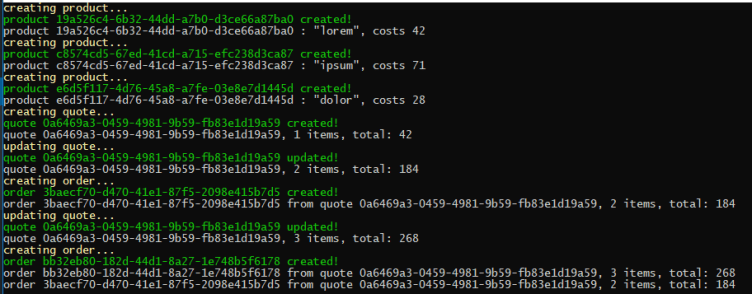 creating product...
product 19a526c4-6b32-44dd-a7b0-d3ce66a87ba0 created!
product 19a526c4-6b32-44dd-a7b0-d3ce66a87ba0 : "lorem", costs 42
creating product...
product c8574cd5-67ed-41cd-a715-efc238d3ca87 created!
product c8574cd5-67ed-41cd-a715-efc238d3ca87 : "ipsum", costs 71
creating product...
product e6d5f117-4d76-45a8-a7fe-03e8e7d1445d created!
product e6d5f117-4d76-45a8-a7fe-03e8e7d1445d : "dolor", costs 28
creating quote...
quote 0a6469a3-0459-4981-9b59-fb83e1d19a59 created!
quote 0a6469a3-0459-4981-9b59-fb83e1d19a59, 1 items, total: 42
updating quote...
quote 0a6469a3-0459-4981-9b59-fb83e1d19a59 updated!
quote 0a6469a3-0459-4981-9b59-fb83e1d19a59, 2 items, total: 184
creating order...
order 3baecf70-d470-41e1-87f5-2098e415b7d5 created!
order 3baecf70-d470-41e1-87f5-2098e415b7d5 from quote 0a6469a3-0459-4981-9b59-fb83e1d19a59, 2 items, total: 184
updating quote...
quote 0a6469a3-0459-4981-9b59-fb83e1d19a59 updated!
quote 0a6469a3-0459-4981-9b59-fb83e1d19a59, 3 items, total: 268
creating order...
order bb32eb80-182d-44d1-8a27-1e748b5f6178 created!
order bb32eb80-182d-44d1-8a27-1e748b5f6178 from quote 0a6469a3-0459-4981-9b59-fb83e1d19a59, 3 items, total: 268
order 3baecf70-d470-41e1-87f5-2098e415b7d5 from quote 0a6469a3-0459-4981-9b59-fb83e1d19a59, 2 items, total: 184